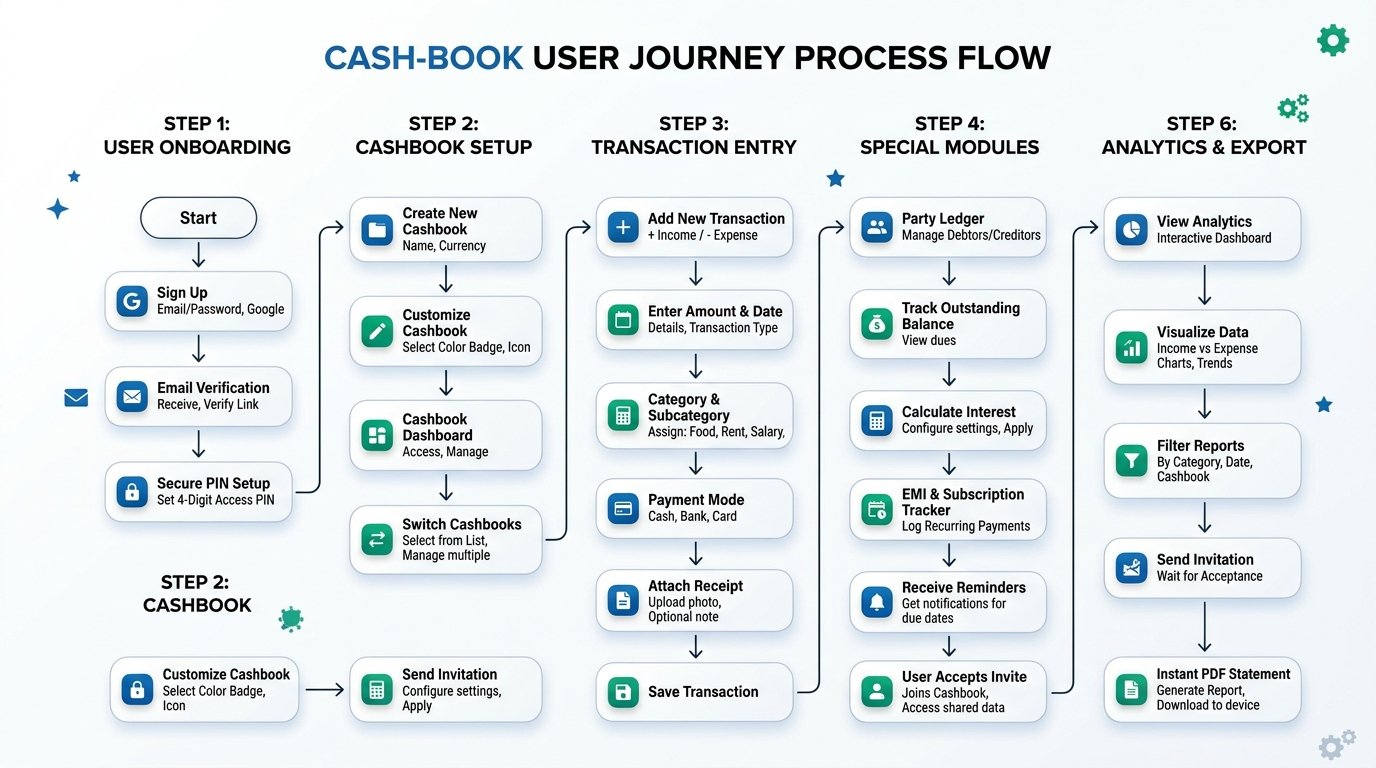 CASH-BOOK USER JOURNEY PROCESS FLOW
STEP 1:
USER ONBOARDING
Start
Sign Up
Email/Password, Google
Email Verification
Receive, Verify Link
Secure PIN Setup
Set 4-Digit Access PIN
STEP 2:
CASHBOOK
Customize Cashbook
Select Color Badge,
Icon
Send Invitation
Configure settings,
Apply
STEP 2:
CASHBOOK SETUP
Create New
Cashbook
Name, Currency
Customize
Cashbook
Select Color Badge, Icon
Cashbook
Dashboard
Access, Manage
Switch Cashbooks
Select from List,
Manage multiple
STEP 3:
TRANSACTION ENTRY
Add New Transaction
+ Income / - Expense
Enter Amount & Date
Details, Transaction Type
Category &
Subcategory
Assign: Food, Rent, Salary,
Payment Mode
Cash, Bank, Card
Attach Receipt
Upload photo,
Optional note
Save Transaction
STEP 4:
SPECIAL MODULES
Party Ledger
Manage Debtors/Creditors
Track Outstanding
Balance
View dues
Calculate Interest
Configure settings, Apply
EMI & Subscription
Tracker
Log Recurring Payments
Receive Reminders
Get notifications for
due dates
User Accepts Invite
Joins Cashbook,
Access shared data
STEP 6:
ANALYTICS & EXPORT
View Analytics
Interactive Dashboard
Visualize Data
Income vs Expense
Charts, Trends
Filter Reports
By Category, Date,
Cashbook
Send Invitation
Wait for Acceptance
Instant PDF Statement
Generate Report,
Download to device